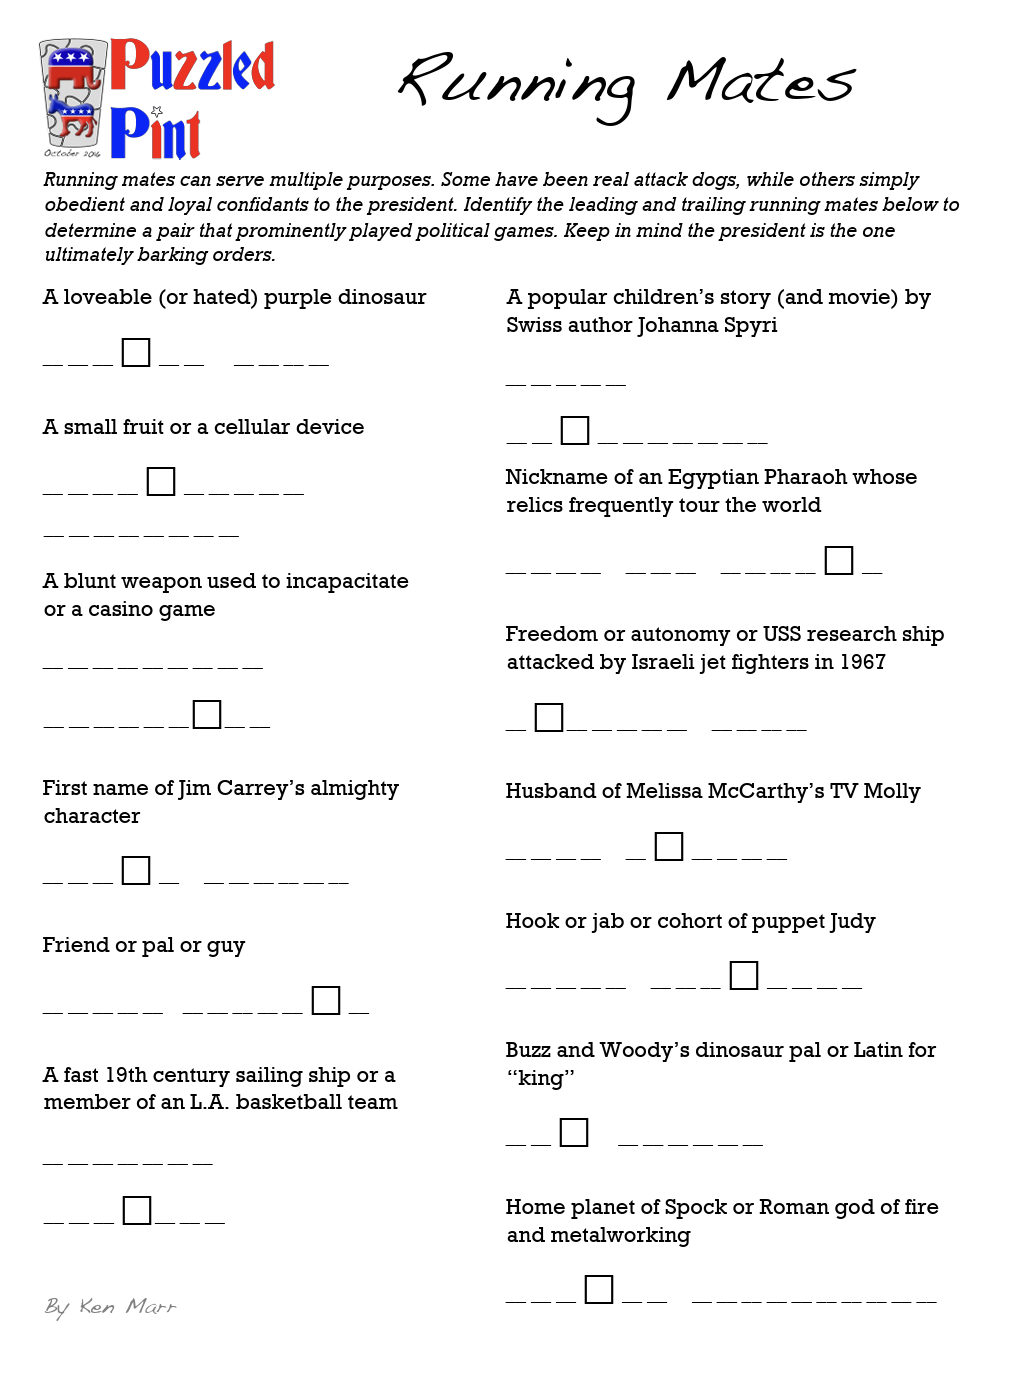 Puzzled
Pint
October 2016
Running Mates
Running mates can serve multiple purposes. Some have been real attack dogs, while others simply
obedient and loyal confidants to the president. Identify the leading and trailing running mates below to
determine a pair that prominently played political games. Keep in mind the president is the one
ultimately barking orders.
A loveable (or hated) purple dinosaur
A small fruit or a cellular device
A blunt weapon used to incapacitate
or a casino game
First name of Jim Carrey’s almighty
character
Friend or pal or guy
A fast 19th century sailing ship or a
member of an L.A. basketball team
By Ken Marr
A popular children’s story (and movie) by
Swiss author Johanna Spyri
Nickname of an Egyptian Pharaoh whose
relics frequently tour the world
Freedom or autonomy or USS research ship
attacked by Israeli jet fighters in 1967
Husband of Melissa McCarthy’s TV Molly
Hook or jab or cohort of puppet Judy
Buzz and Woody’s dinosaur pal or Latin for
“king”
Home planet of Spock or Roman god of fire
and metalworking